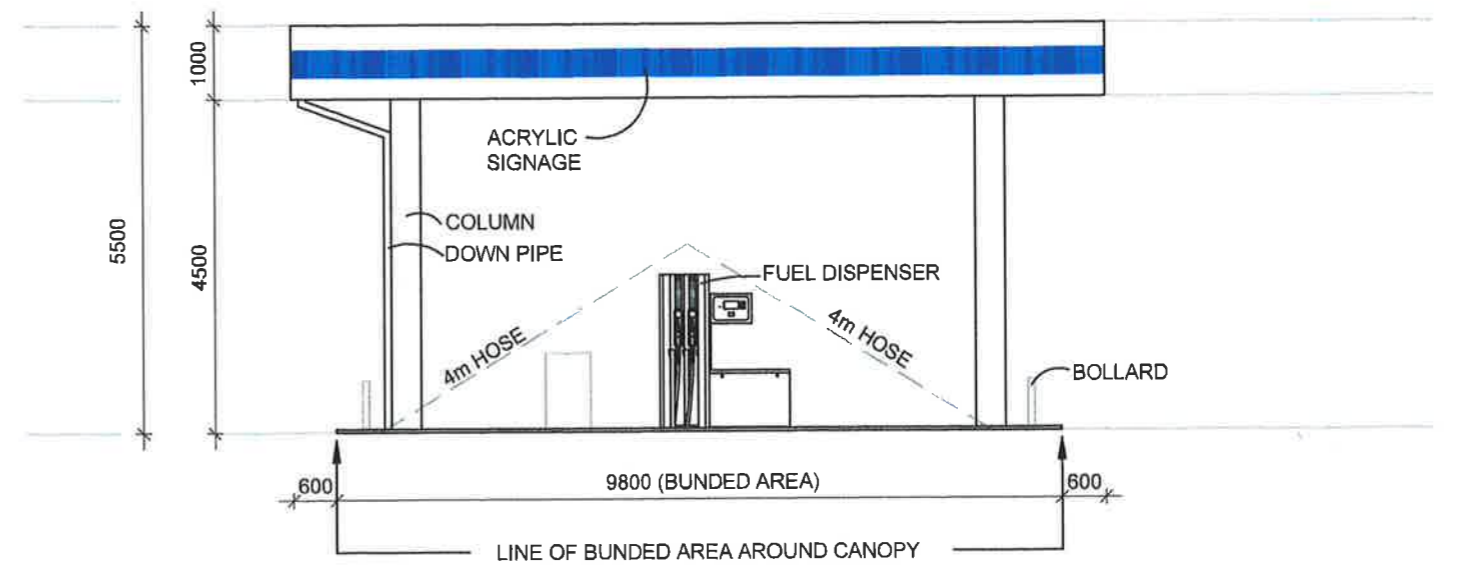 1000
ACRYLIC
SIGNAGE
COLUMN
DOWN PIPE
5500
4500
FUEL DISPENSER
4m HOSE
4m HOSE
BOLLARD
600
9800 (BUNDED AREA)
600
LINE OF BUNDED AREA AROUND CANOPY